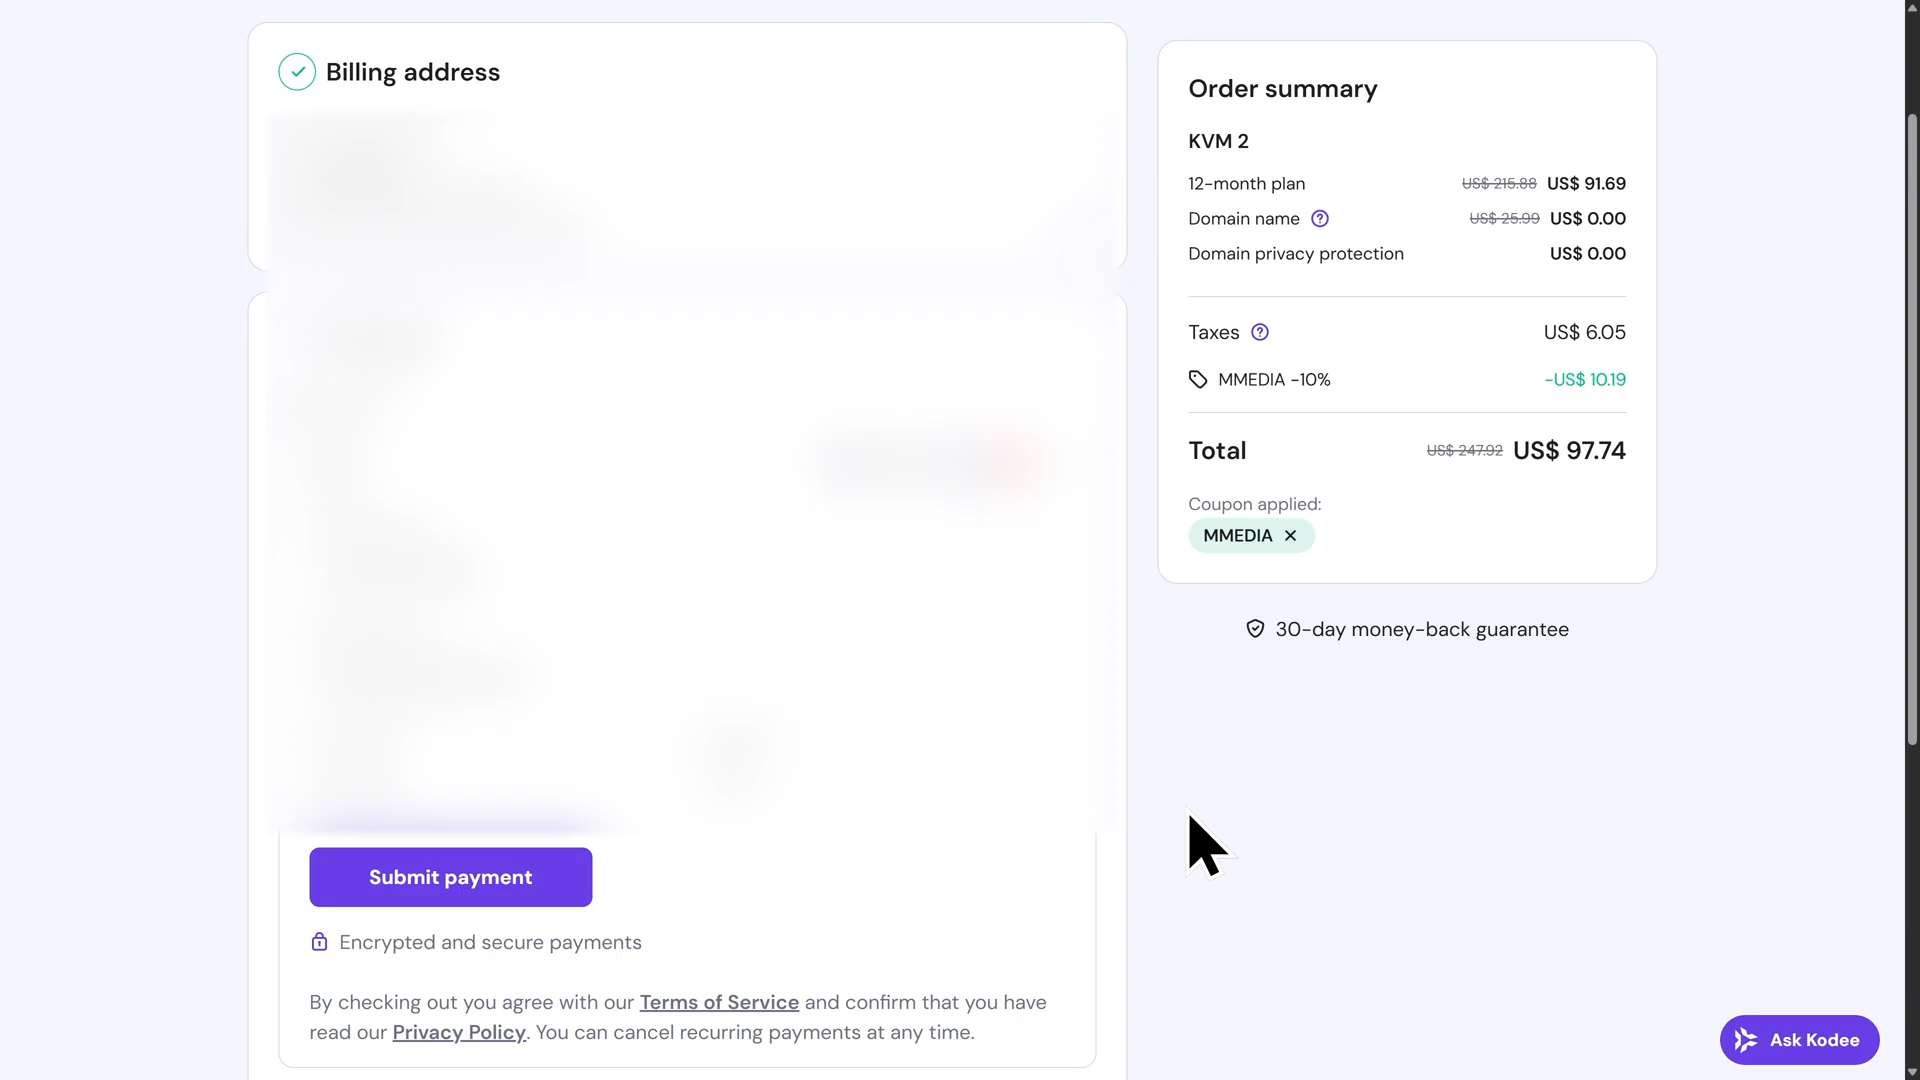 Billing address
Submit payment
Encrypted and secure payments
By checking out you agree with our Terms of Service and confirm that you have
read our Privacy Policy. You can cancel recurring payments at any time.
Order summary
KVM 2
12-month plan US$ 215.88 US$ 91.69
Domain name US$ 25.99 US$ 0.00
Domain privacy protection US$ 0.00
Taxes US$ 6.05
MMEDIA -10% -US$ 10.19
Total US$ 247.92 US$ 97.74
Coupon applied:
MMEDIA
30-day money-back guarantee
Ask Kodee